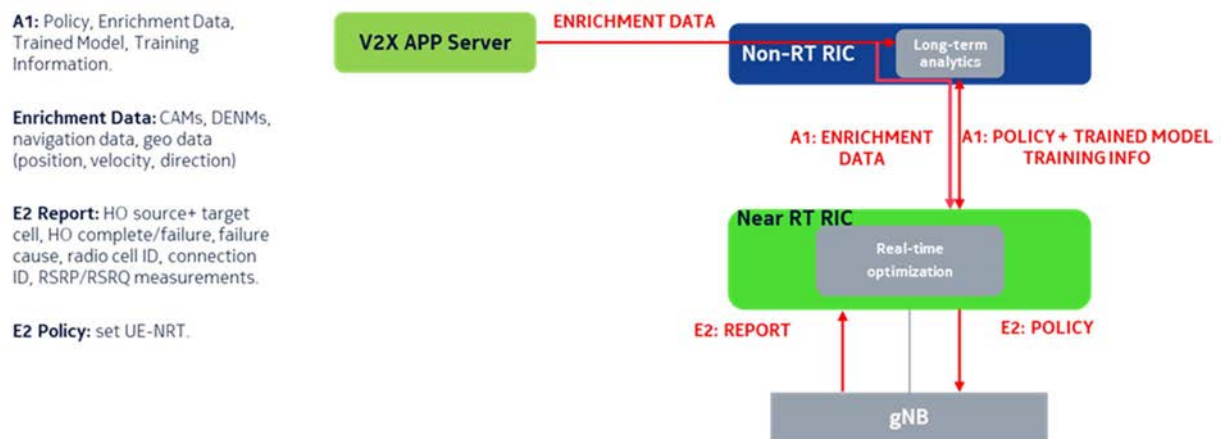 A1: Policy, Enrichment Data,
Trained Model, Training
Information.
Enrichment Data: CAMs, DENMs,
navigation data, geo data
(position, velocity, direction)
E2 Report: HO source+ target
cell, HO complete/failure, failure
cause, radio cell ID, connection
ID, RSRP/RSRQ measurements.
E2 Policy: set UE-NRT.
V2X APP Server
ENRICHMENT DATA
Non-RT RIC
Long-term
analytics
A1: ENRICHMENT
DATA
A1: POLICY + TRAINED MODEL
TRAINING INFO
Near RT RIC
Real-time
optimization
E2: REPORT
E2: POLICY
gNB